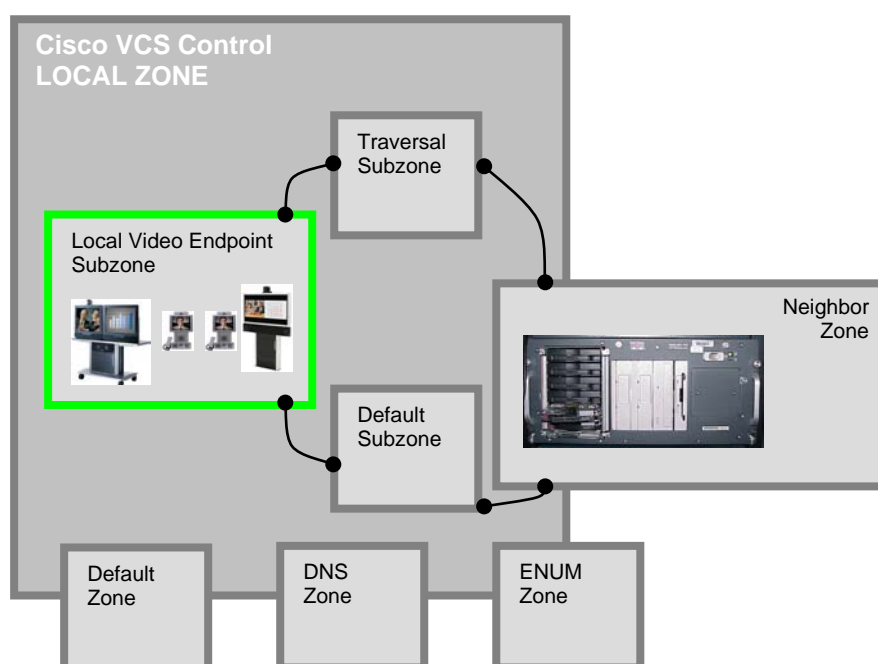 Cisco VCS Control
LOCAL ZONE
Traversal
Subzone
Local Video Endpoint
Subzone
Neighbor
Zone
Default
Subzone
Default
Zone
DNS
Zone
ENUM
Zone